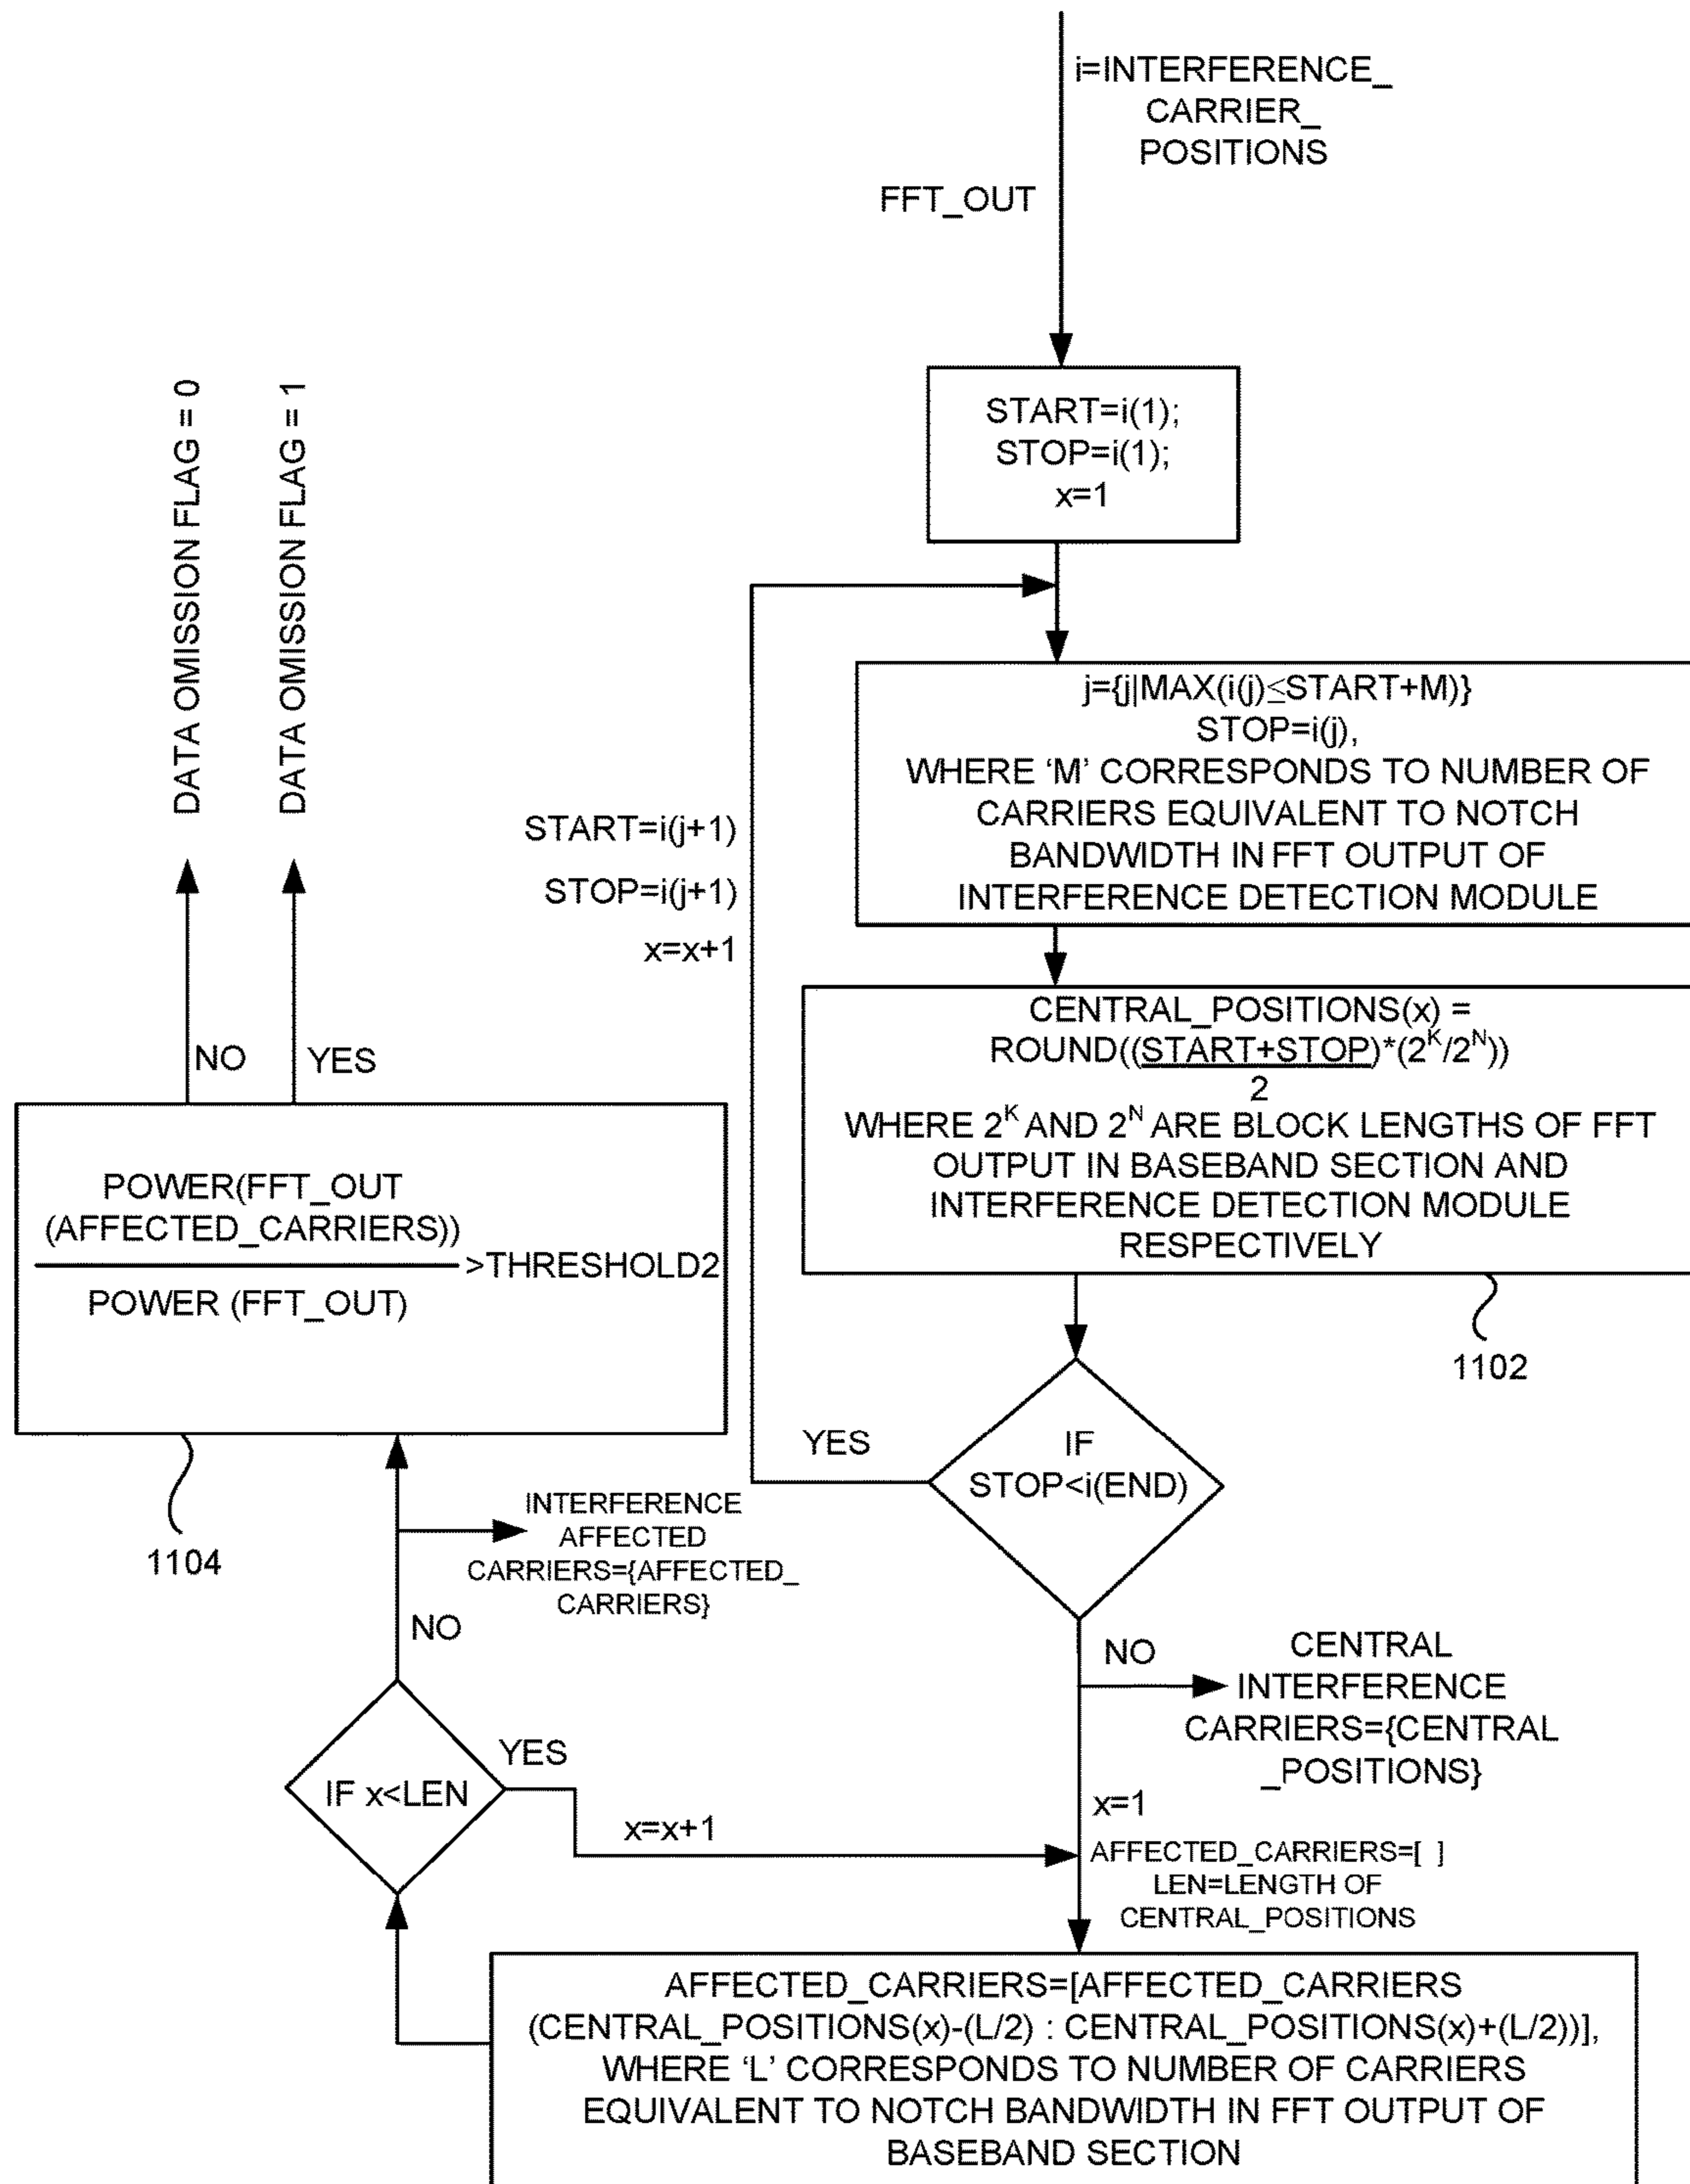 i=INTERFERENCE_
CARRIER_
POSITIONS
FFT_OUT
START=i(1);
STOP=i(1);
x=1
j={j|MAX(i(j)≤START+M)}
STOP=i(j),
WHERE ‘M’ CORRESPONDS TO NUMBER OF
CARRIERS EQUIVALENT TO NOTCH
BANDWIDTH IN FFT OUTPUT OF
INTERFERENCE DETECTION MODULE
START=i(j+1)
STOP=i(j+1)
x=x+1
CENTRAL_POSITIONS(x) =
ROUND((START+STOP)*(2^K/2^N))
2
WHERE 2^K AND 2^N ARE BLOCK LENGTHS OF FFT
OUTPUT IN BASEBAND SECTION AND
INTERFERENCE DETECTION MODULE
RESPECTIVELY
1102
IF
STOP<i(END)
YES
NO
CENTRAL
INTERFERENCE
CARRIERS={CENTRAL
_POSITIONS}
x=1
AFFECTED_CARRIERS=[ ]
LEN=LENGTH OF
CENTRAL_POSITIONS
AFFECTED_CARRIERS=[AFFECTED_CARRIERS
(CENTRAL_POSITIONS(x)-(L/2) : CENTRAL_POSITIONS(x)+(L/2))],
WHERE ‘L’ CORRESPONDS TO NUMBER OF CARRIERS
EQUIVALENT TO NOTCH BANDWIDTH IN FFT OUTPUT OF
BASEBAND SECTION
IF x<LEN
YES
x=x+1
NO
INTERFERENCE
AFFECTED
CARRIERS={AFFECTED_
CARRIERS}
POWER(FFT_OUT
(AFFECTED_CARRIERS))
>THRESHOLD2
POWER (FFT_OUT)
1104
NO
YES
DATA OMISSION FLAG = 0
DATA OMISSION FLAG = 1